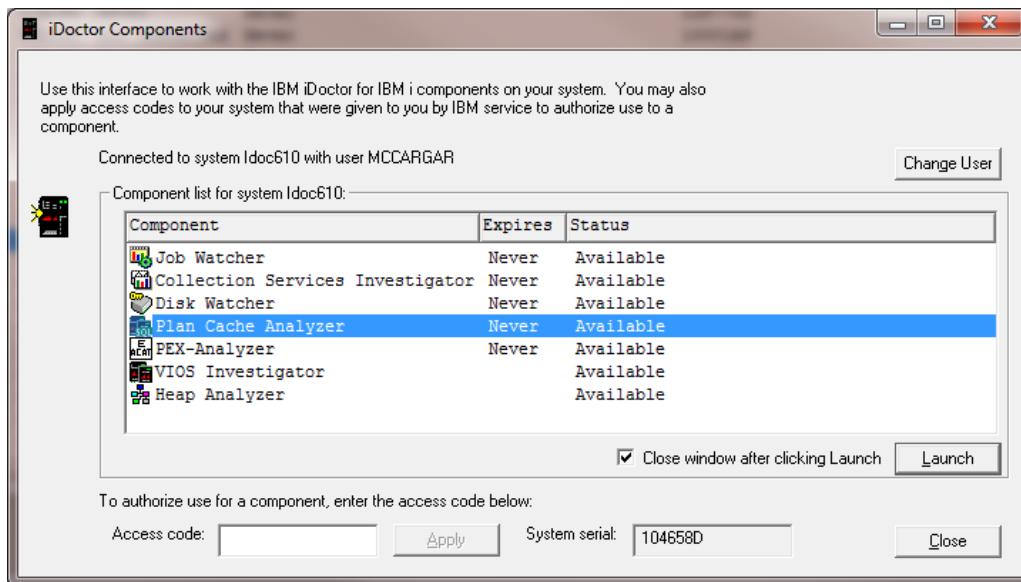 iDoctor Components
Use this interface to work with the IBM iDoctor for IBM i components on your system. You may also
apply access codes to your system that were given to you by IBM service to authorize use to a
component.
Connected to system Idoc610 with user MCCARGAR
Change User
Component list for system Idoc610:
Component Expires Status
Job Watcher Never Available
Collection Services Investigator Never Available
Disk Watcher Never Available
Plan Cache Analyzer Never Available
PEX-Analyzer Never Available
VIOS Investigator Available
Heap Analyzer Available
Close window after clicking Launch Launch
To authorize use for a component, enter the access code below:
Access code: Apply System serial: 104658D Close